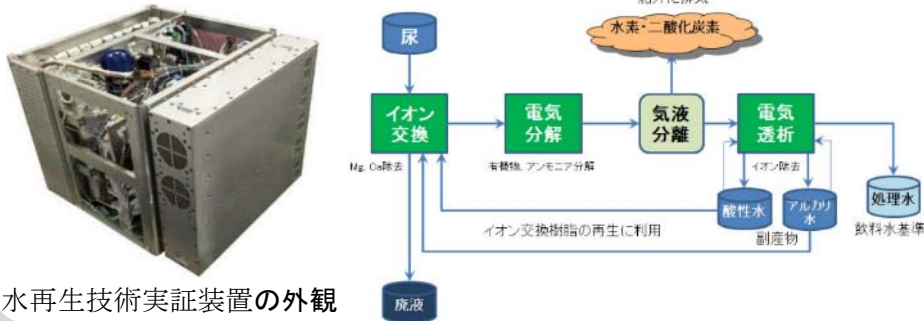 水素・二酸化炭素
尿
イオン
交換
電気
分解
気液
分離
電気
透析
Mg, Ca除去
有機物, アンモニア分解
イオン除去
酸性水
アルカリ
水
処理水
イオン交換樹脂の再生に利用
副産物
飲料水基準
廃液
水再生技術実証装置の外観